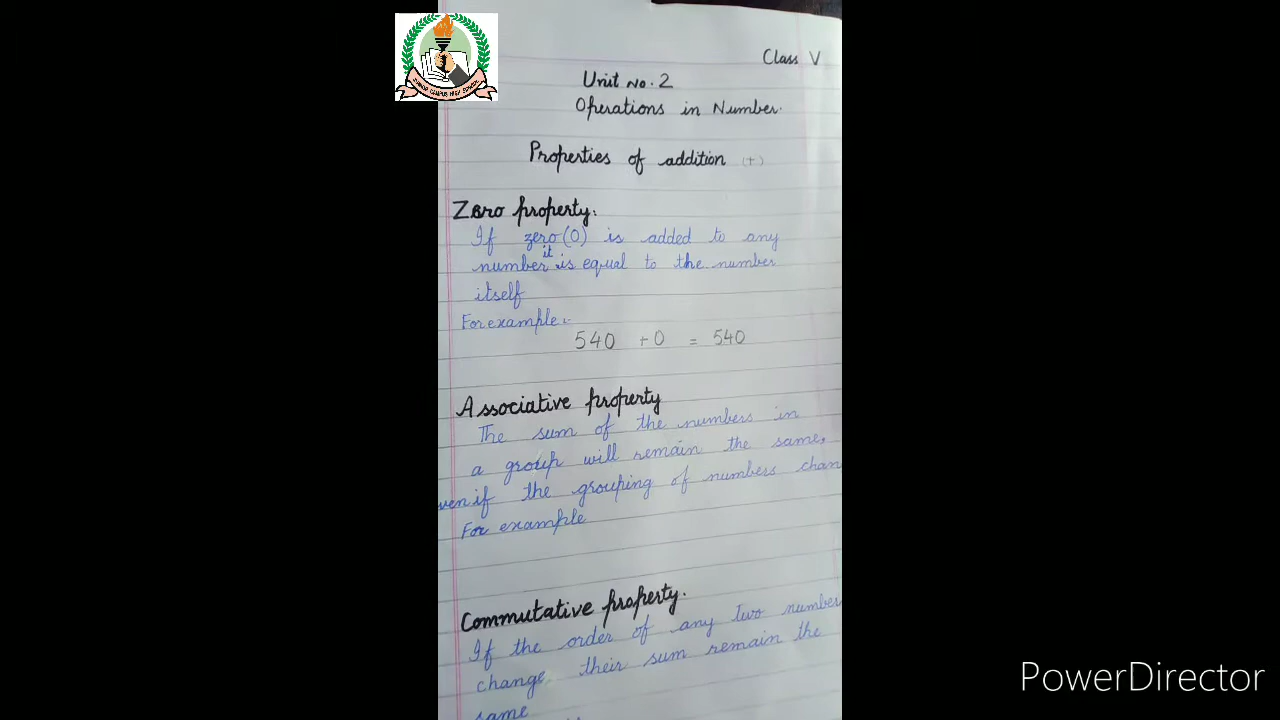 Class V
Unit No. 2
Operations in Number.
Properties of addition (+)
Zero property:
If zero (0) is added to any
number it is equal to the number
itself
For example:-
540 + 0 = 540
Associative property
The sum of the numbers in
a group will remain the same,
ven if the grouping of numbers chan
For example
Commutative property.
If the order of any two number
change, their sum remain the
same
PowerDirector